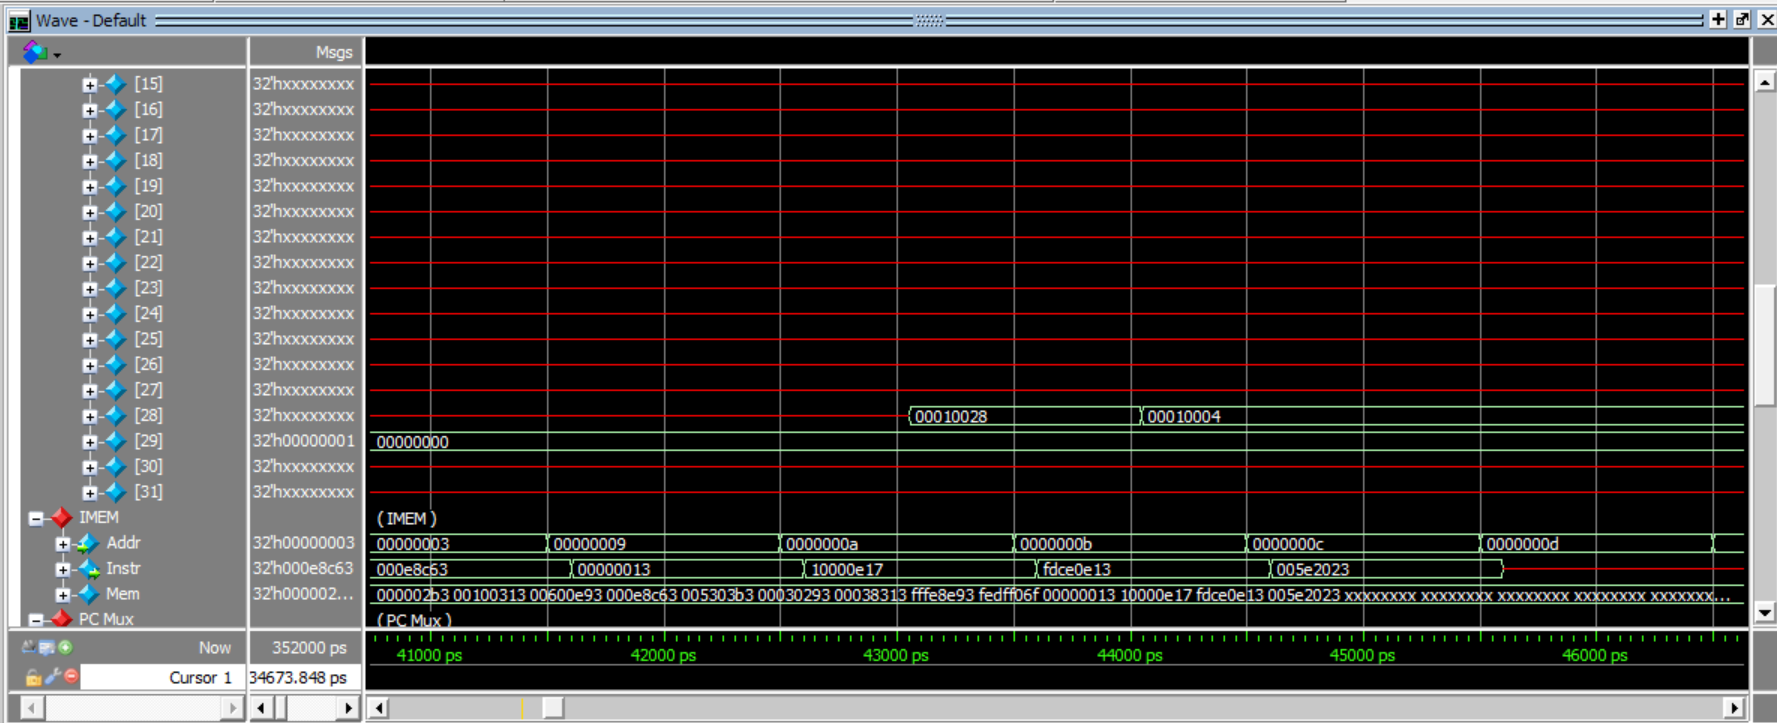 Wave - Default
Msgs
[15] 32'hxxxxxxxx
[16] 32'hxxxxxxxx
[17] 32'hxxxxxxxx
[18] 32'hxxxxxxxx
[19] 32'hxxxxxxxx
[20] 32'hxxxxxxxx
[21] 32'hxxxxxxxx
[22] 32'hxxxxxxxx
[23] 32'hxxxxxxxx
[24] 32'hxxxxxxxx
[25] 32'hxxxxxxxx
[26] 32'hxxxxxxxx
[27] 32'hxxxxxxxx
[28] 32'hxxxxxxxx 00010028 00010004
[29] 32'h00000001 00000000
[30] 32'hxxxxxxxx
[31] 32'hxxxxxxxx
IMEM ( IMEM )
Addr 32'h00000003 00000003 00000009 0000000a 0000000b 0000000c 0000000d
Instr 32'h000e8c63 000e8c63 00000013 10000e17 fdce0e13 005e2023
Mem 32'h000002... 000002b3 00100313 00600e93 000e8c63 005303b3 00030293 00038313 fffe8e93 fedff06f 00000013 10000e17 fdce0e13 005e2023 xxxxxxxx xxxxxxxx xxxxxxxx xxxxxxxx xxxxxxx...
PC Mux ( PC Mux )
Now 352000 ps 41000 ps 42000 ps 43000 ps 44000 ps 45000 ps 46000 ps
Cursor 1 34673.848 ps